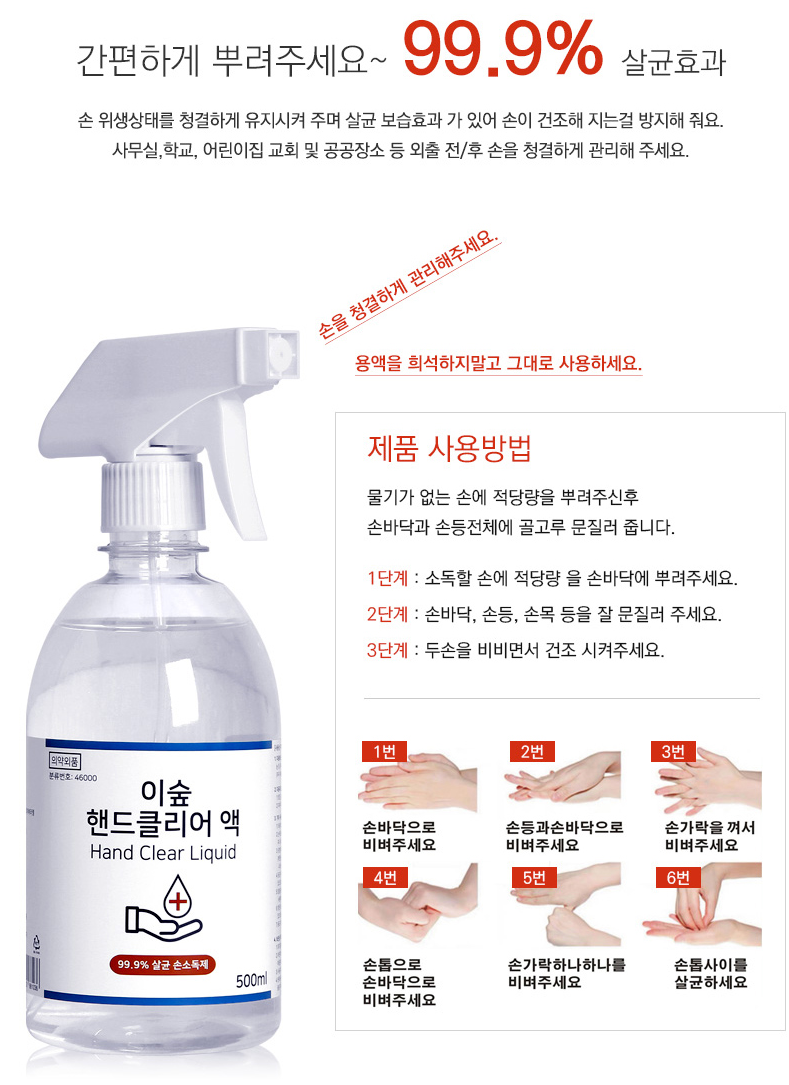 간편하게 뿌려주세요~ 99.9% 살균효과
손 위생상태를 청결하게 유지시켜 주며 살균 보습효과 가 있어 손이 건조해 지는걸 방지해 줘요.
사무실,학교, 어린이집 교회 및 공공장소 등 외출 전/후 손을 청결하게 관리해 주세요.
손을 청결하게 관리해주세요.
용액을 희석하지말고 그대로 사용하세요.
제품 사용방법
물기가 없는 손에 적당량을 뿌려주신후
손바닥과 손등전체에 골고루 문질러 줍니다.
1단계 : 소독할 손에 적당량 을 손바닥에 뿌려주세요.
2단계 : 손바닥, 손등, 손목 등을 잘 문질러 주세요.
3단계 : 두손을 비비면서 건조 시켜주세요.
1번
손바닥으로
비벼주세요
2번
손등과손바닥으로
비벼주세요
3번
손가락을 껴서
비벼주세요
4번
손톱으로
손바닥으로
비벼주세요
5번
손가락하나하나를
비벼주세요
6번
손톱사이를
살균하세요
의약외품
분류번호: 46000
이숲
핸드클리어 액
Hand Clear Liquid
99.9% 살균 손소독제
500ml